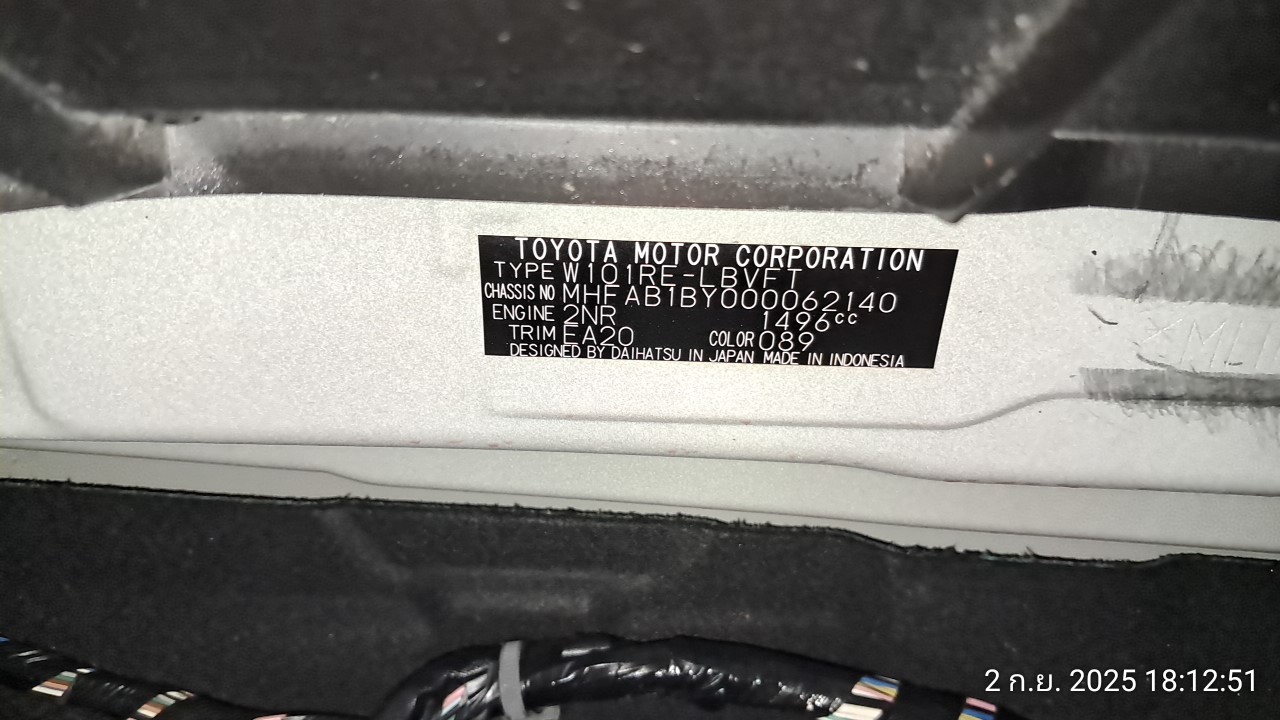 TOYOTA MOTOR CORPORATION
TYPE W101RE-LBVFT
CHASSIS NO MHFAB1BY000062140
ENGINE 2NR 1496cc
TRIM EA20 COLOR 089
DESIGNED BY DAIHATSU IN JAPAN MADE IN INDONESIA
2 ก.ย. 2025 18:12:51